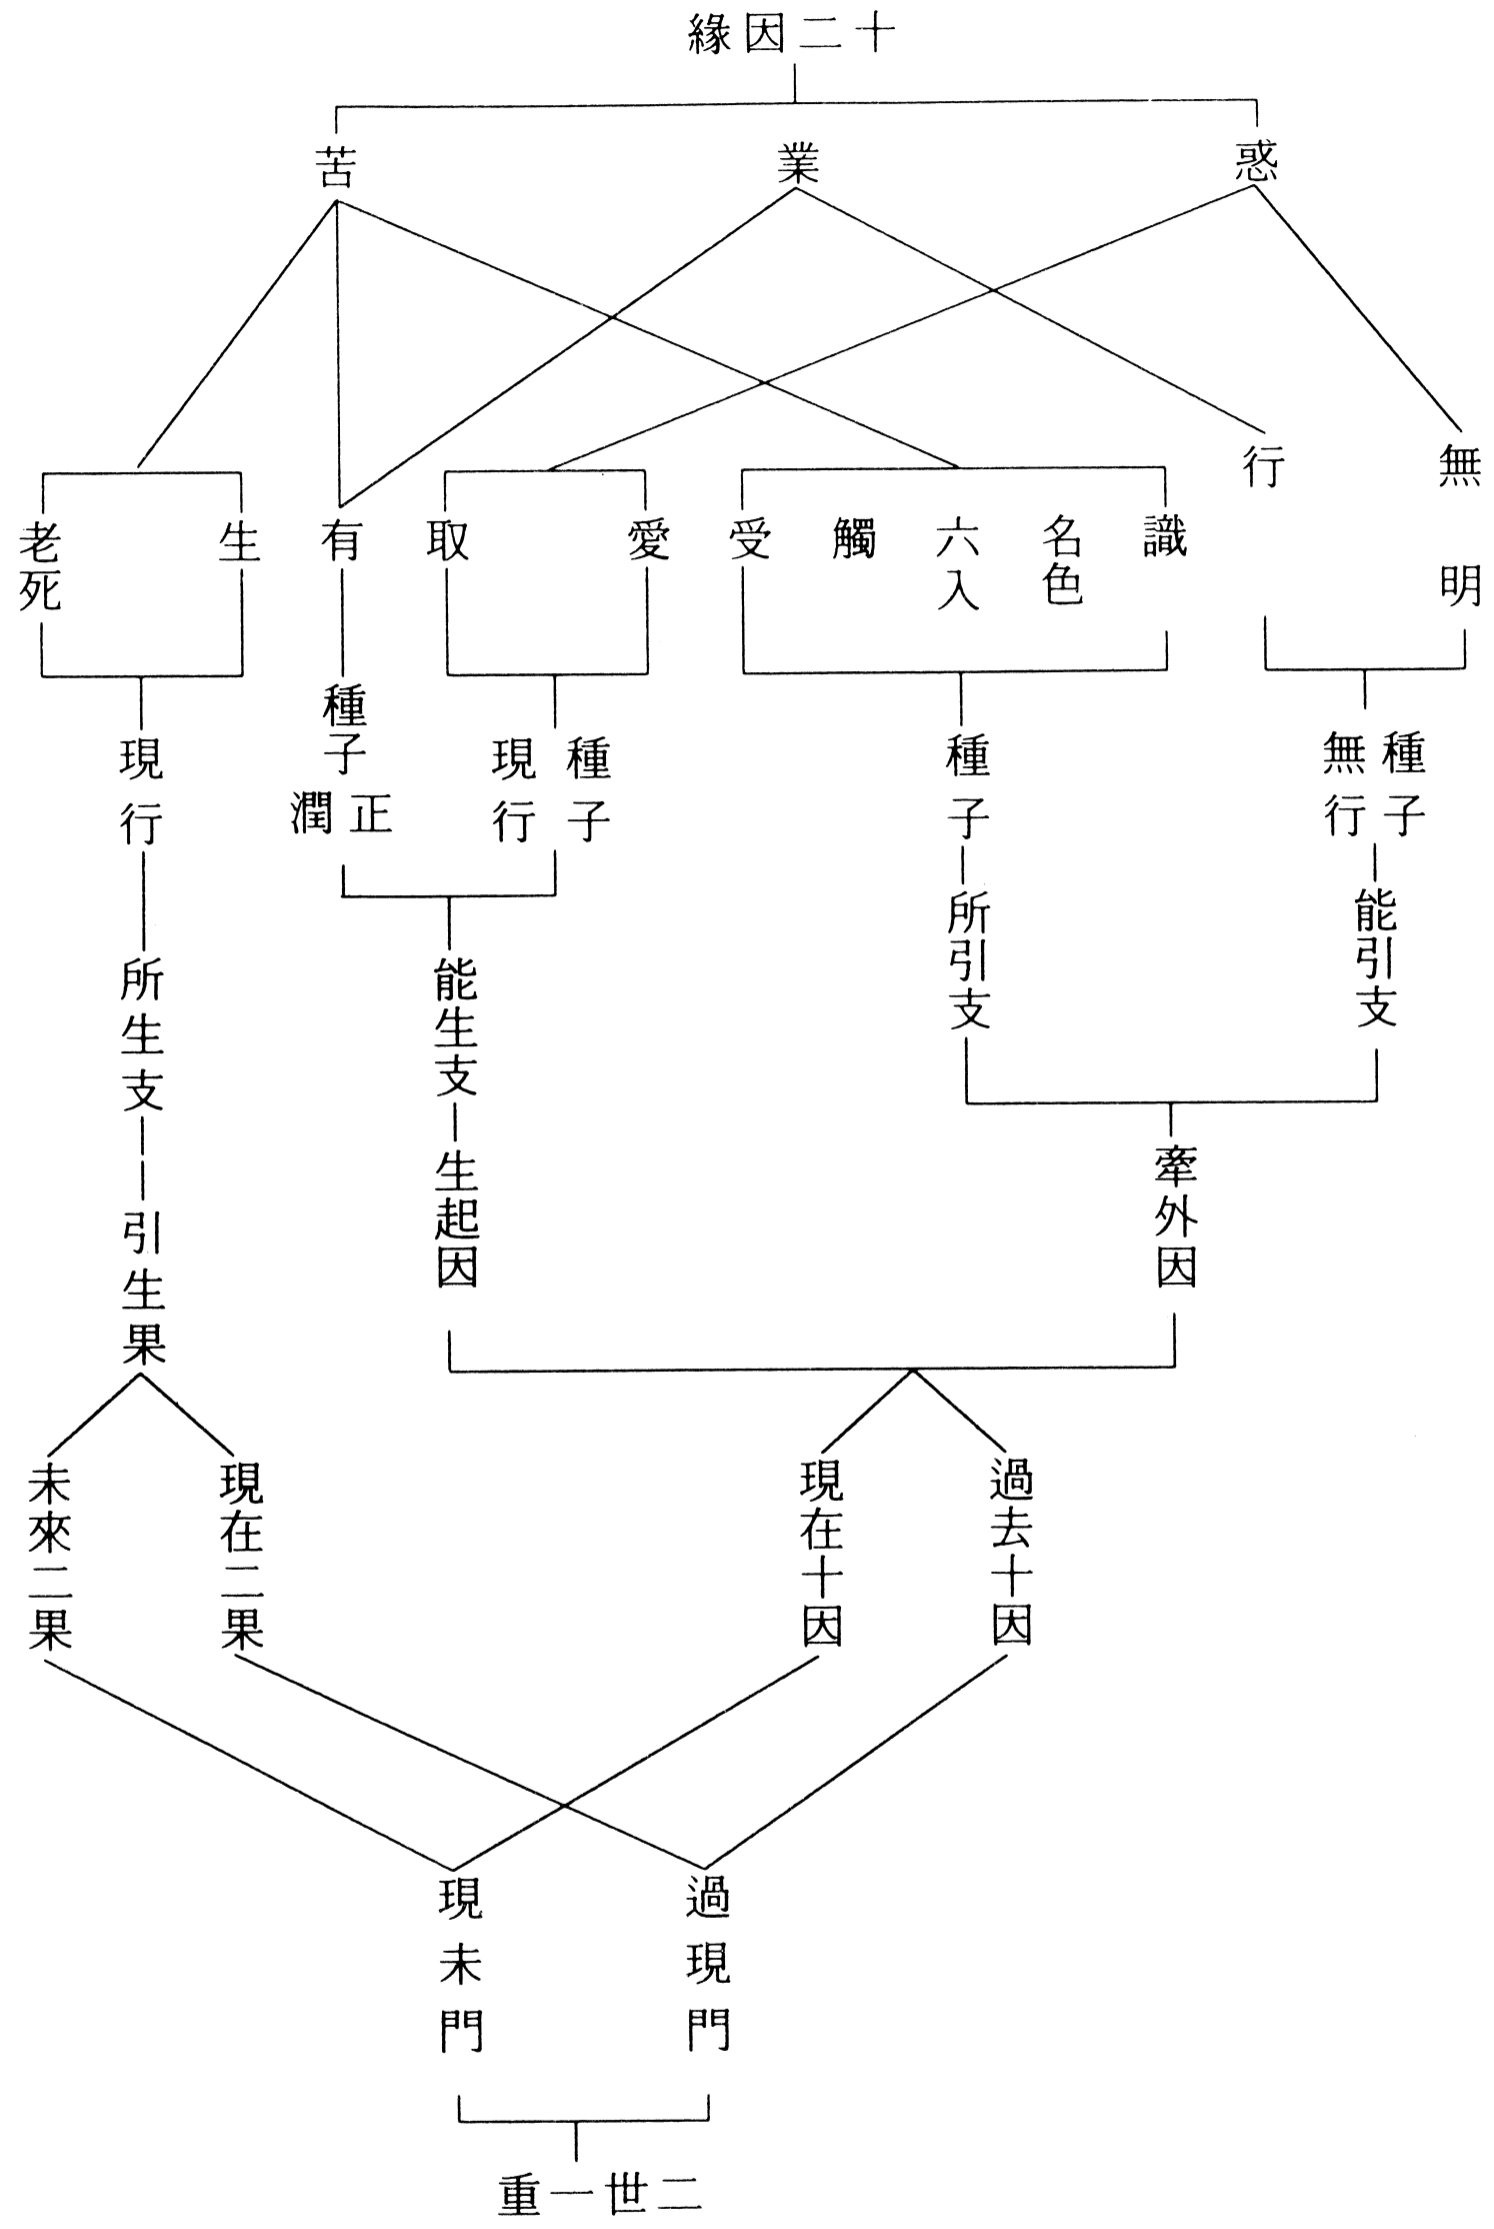 十二因緣
惑
業
苦
無明
行
識
名色
六入
觸
受
愛
取
有
生
老死
種子
無行
種子
種子
現行
種子
正潤
現行
能引支
所引支
能生支
所生支
牽外因
生起因
引生果
過去十因
現在十因
現在二果
未來二果
過現門
現未門
二世一重